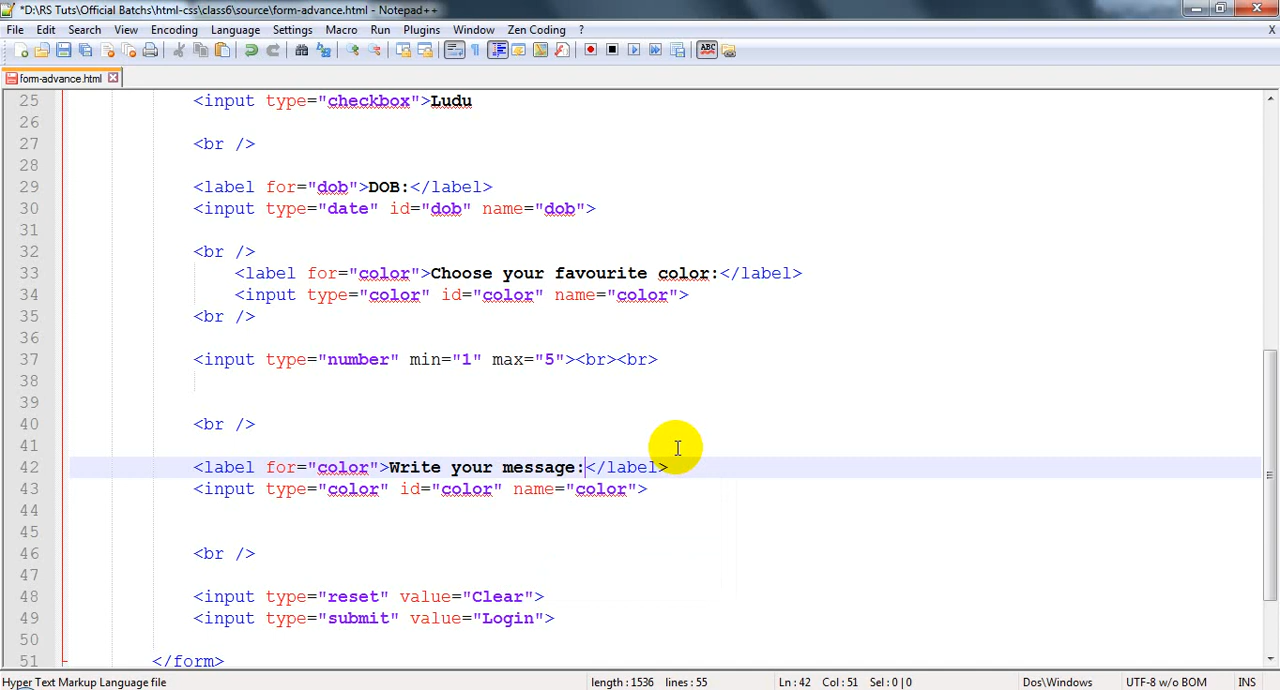 *D:\RS Tuts\Official Batchs\html-css\class6\source\form-advance.html - Notepad++
File Edit Search View Encoding Language Settings Macro Run Plugins Window Zen Coding ? X
form-advance.html
25 <input type="checkbox">Ludu
26
27 <br />
28
29 <label for="dob">DOB:</label>
30 <input type="date" id="dob" name="dob">
31
32 <br />
33 <label for="color">Choose your favourite color:</label>
34 <input type="color" id="color" name="color">
35 <br />
36
37 <input type="number" min="1" max="5"><br><br>
38
39
40 <br />
41
42 <label for="color">Write your message:</label>
43 <input type="color" id="color" name="color">
44
45
46 <br />
47
48 <input type="reset" value="Clear">
49 <input type="submit" value="Login">
50
51 </form>
Hyper Text Markup Language file length : 1536 lines : 55 Ln : 42 Col : 51 Sel : 0 | 0 Dos\Windows UTF-8 w/o BOM INS